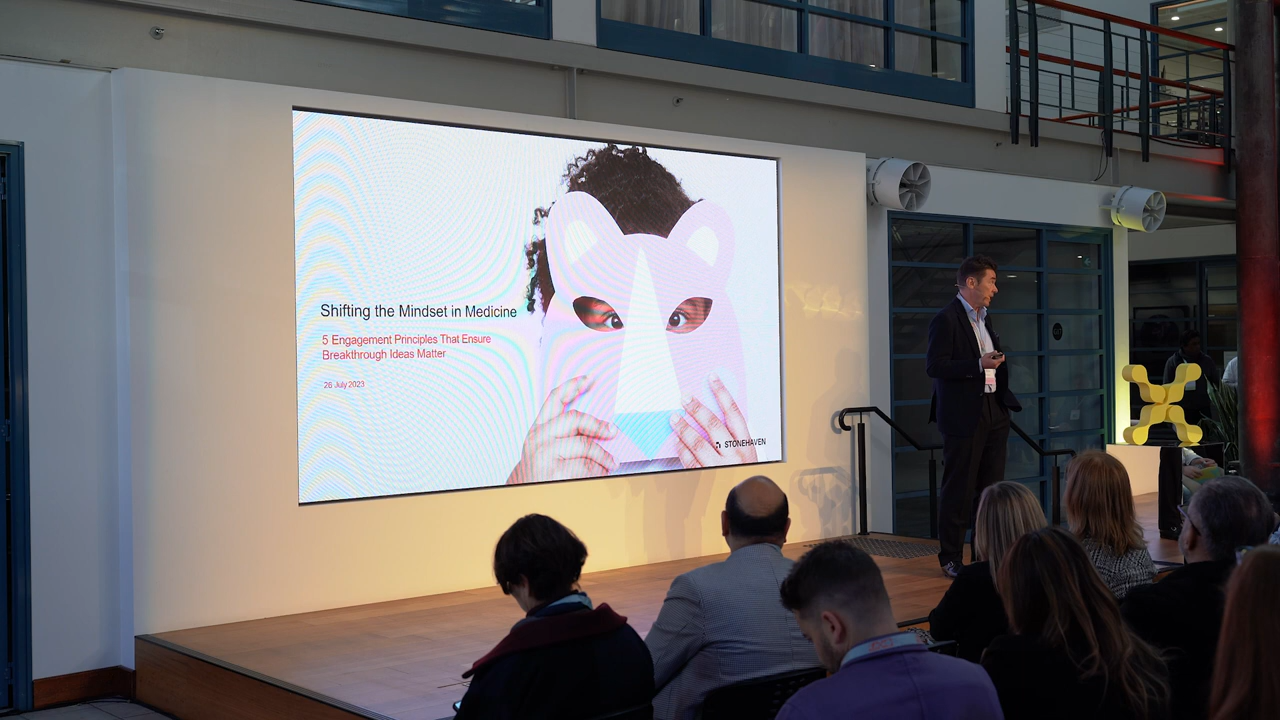 Shifting the Mindset in Medicine
5 Engagement Principles That Ensure
Breakthrough Ideas Matter
26 July 2023
STONEHAVEN